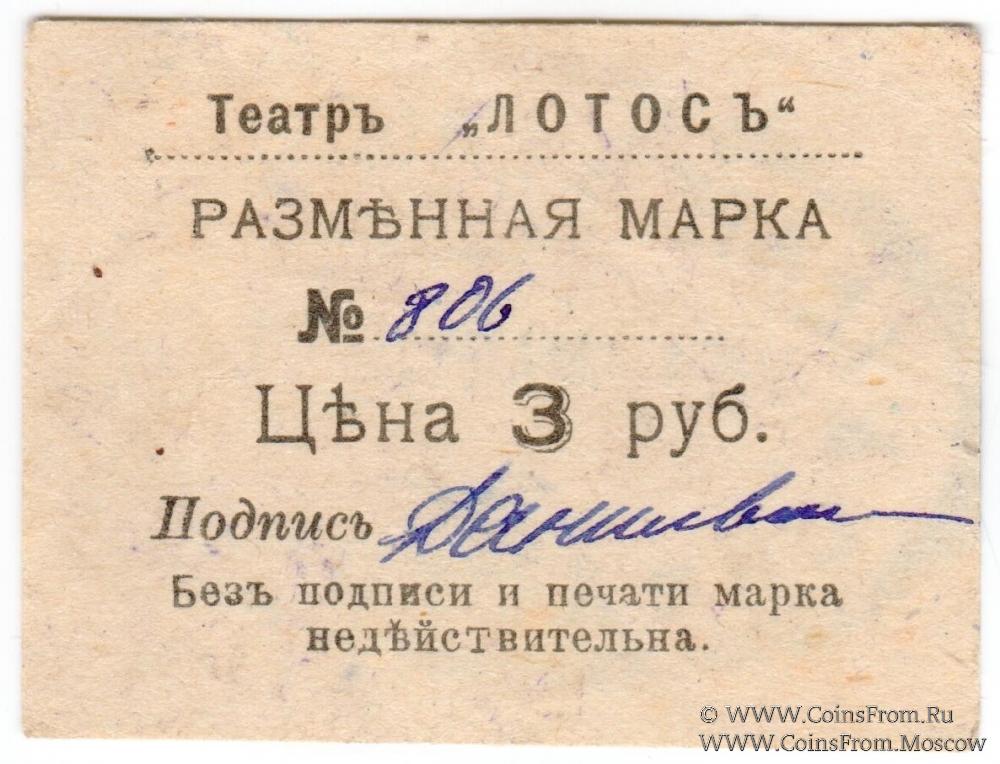 Театръ „ЛОТОСЪ“
РАЗМѢННАЯ МАРКА
№ 806
Цѣна 3 руб.
Подпись
Безъ подписи и печати марка
недѣйствительна.
© WWW.CoinsFrom.Ru
WWW.CoinsFrom.Moscow